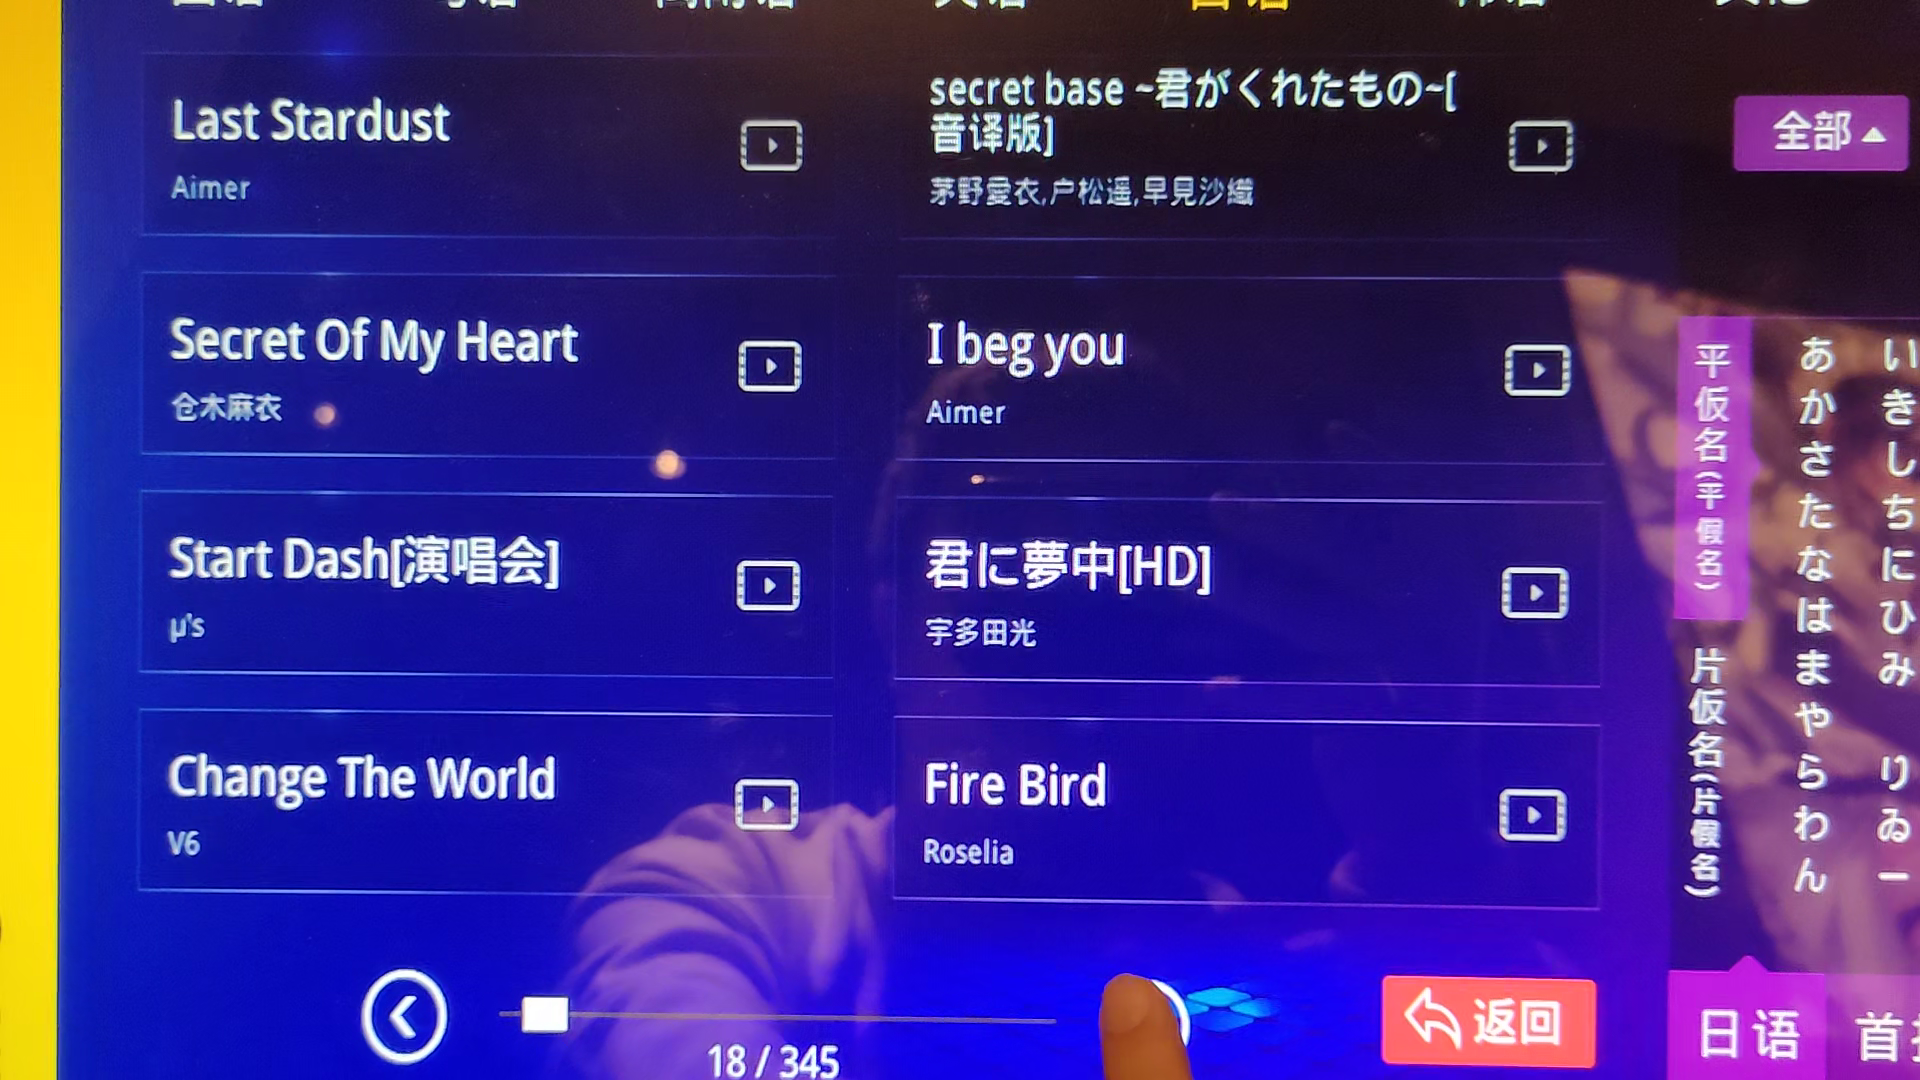 日语
Last Stardust
Aimer
secret base ~君がくれたもの~[
音译版]
茅野愛衣,户松遥,早見沙織
全部
Secret Of My Heart
仓木麻衣
I beg you
Aimer
Start Dash[演唱会]
μ's
君に夢中[HD]
宇多田光
Change The World
V6
Fire Bird
Roselia
平仮名(平假名)
片仮名(片假名)
あかさたなはまやらわん
いきしちにひみ りゐー
18 / 345
返回
日语
首